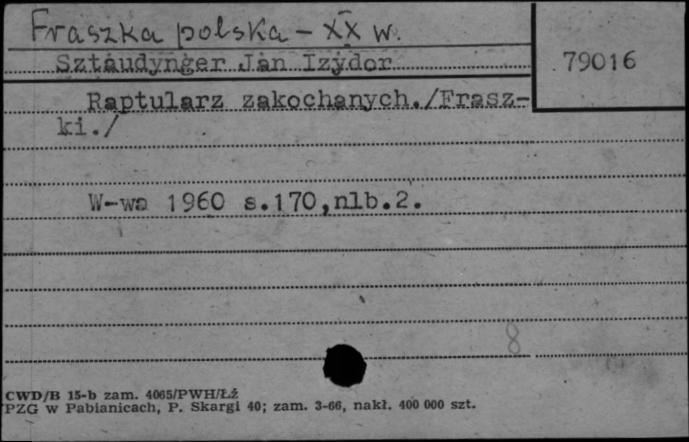 Fraszka polska - XX w.
Sztaudynger Jan Izydor
79016
Raptularz zakochanych./Frasz-
ki./
W-wa 1960 s.170,nlb.2.
8
CWD/B 15-b zam. 4065/PWH/Łż
PZG w Pabianicach, P. Skargi 40; zam. 3-66, nakł. 400 000 szt.